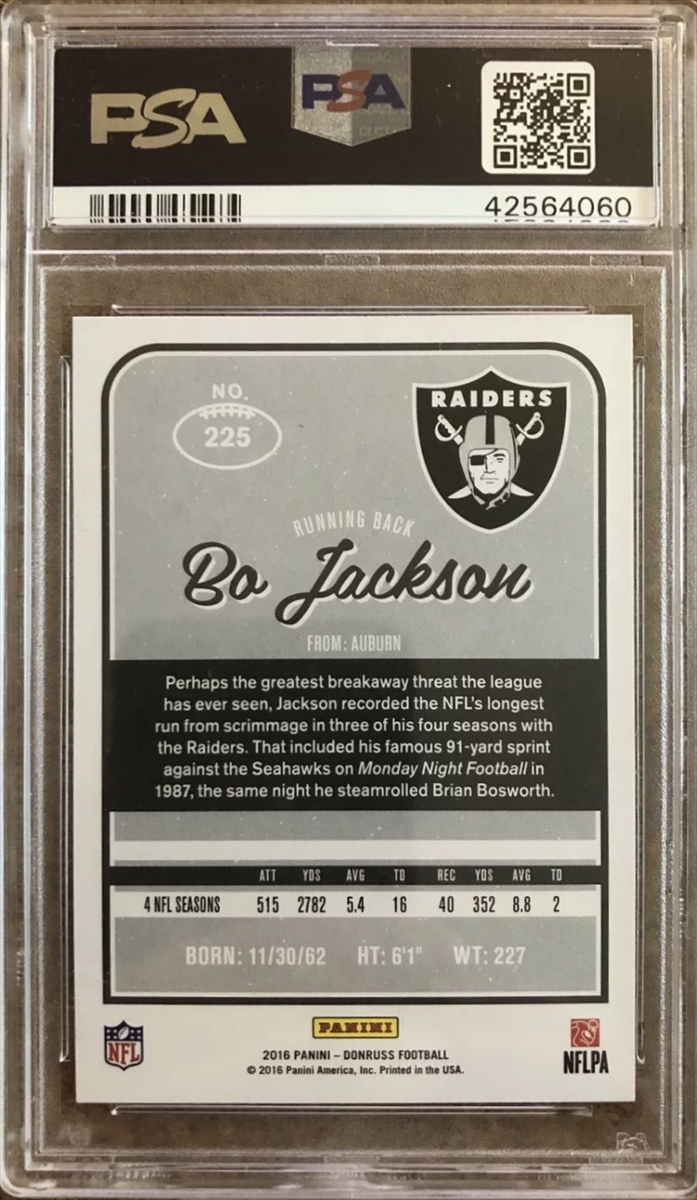 PSA
PSA
42564060
NO.
225
RAIDERS
RUNNING BACK
Bo Jackson
FROM: AUBURN
Perhaps the greatest breakaway threat the league
has ever seen, Jackson recorded the NFL's longest
run from scrimmage in three of his four seasons with
the Raiders. That included his famous 91-yard sprint
against the Seahawks on Monday Night Football in
1987, the same night he steamrolled Brian Bosworth.
ATT YDS AVG TD REC YDS AVG TD
4 NFL SEASONS 515 2782 5.4 16 40 352 8.8 2
BORN: 11/30/62 HT: 6'1" WT: 227
NFL
PANINI
2016 PANINI – DONRUSS FOOTBALL
© 2016 Panini America, Inc. Printed in the USA.
NFLPA
PSA